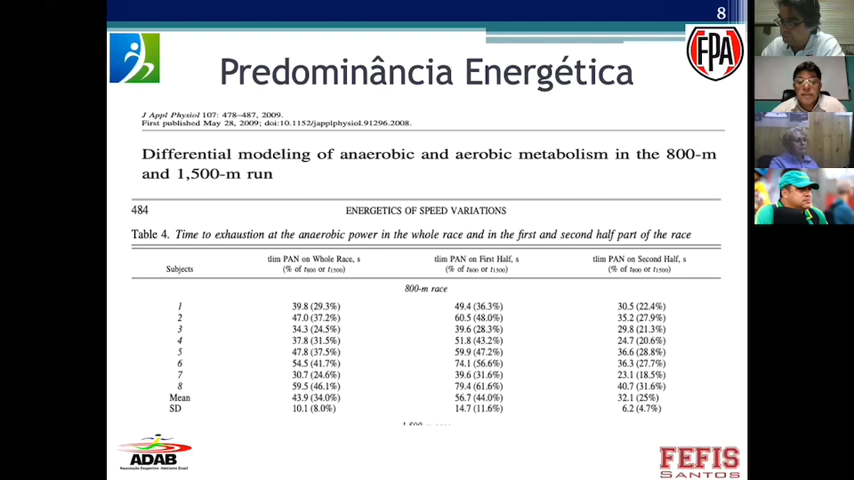 8
FPA
Predominância Energética
J Appl Physiol 107: 478–487, 2009.
First published May 28, 2009; doi:10.1152/japplphysiol.91296.2008.
Differential modeling of anaerobic and aerobic metabolism in the 800-m
and 1,500-m run
484 ENERGETICS OF SPEED VARIATIONS
Table 4. Time to exhaustion at the anaerobic power in the whole race and in the first and second half part of the race
tlim PAN on Whole Race, s tlim PAN on First Half, s tlim PAN on Second Half, s
Subjects (% of t800 or t1500) (% of t800 or t1500) (% of t800 or t1500)
800-m race
1 39.8 (29.3%) 49.4 (36.3%) 30.5 (22.4%)
2 47.0 (37.2%) 60.5 (48.0%) 35.2 (27.9%)
3 34.3 (24.5%) 39.6 (28.3%) 29.8 (21.3%)
4 37.8 (31.5%) 51.8 (43.2%) 24.7 (20.6%)
5 47.8 (37.5%) 59.9 (47.2%) 36.6 (28.8%)
6 54.5 (41.7%) 74.1 (56.6%) 36.3 (27.7%)
7 30.7 (24.6%) 39.6 (31.6%) 23.1 (18.5%)
8 59.5 (46.1%) 79.4 (61.6%) 40.7 (31.6%)
Mean 43.9 (34.0%) 56.7 (44.0%) 32.1 (25%)
SD 10.1 (8.0%) 14.7 (11.6%) 6.2 (4.7%)
ADAB
FEFIS
SANTOS